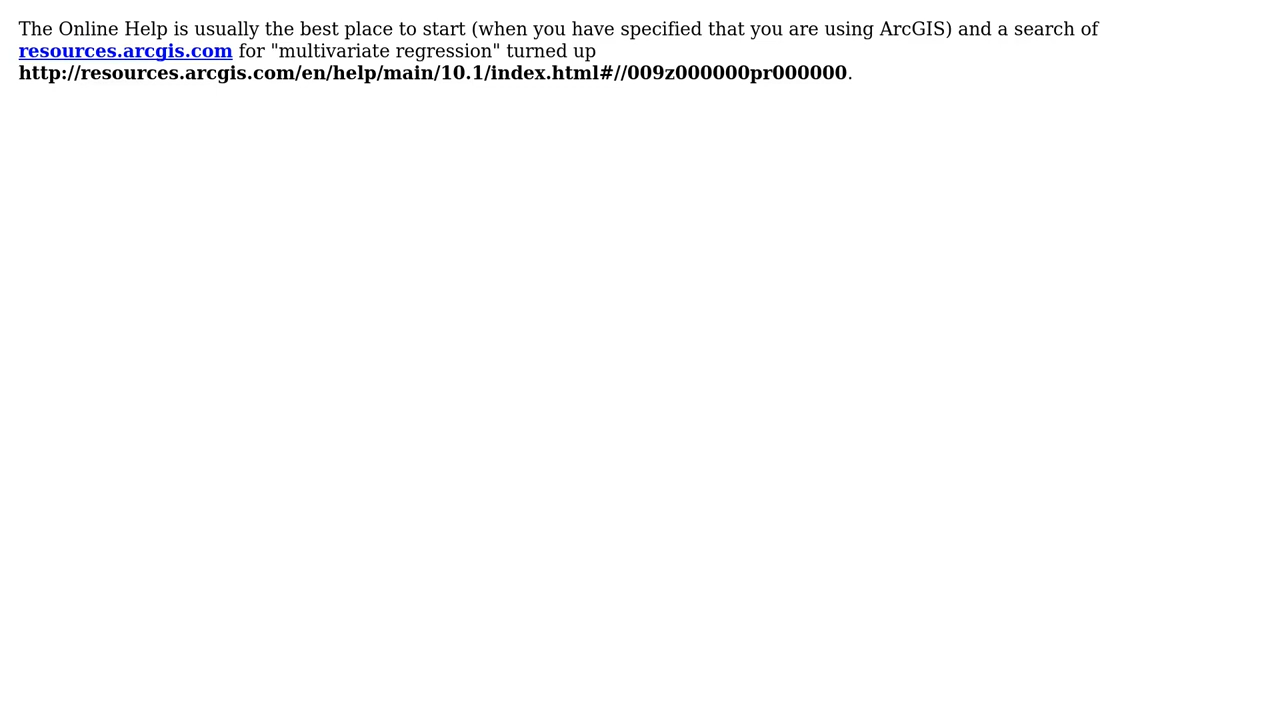 The Online Help is usually the best place to start (when you have specified that you are using ArcGIS) and a search of
resources.arcgis.com for "multivariate regression" turned up
http://resources.arcgis.com/en/help/main/10.1/index.html#//009z000000pr000000.